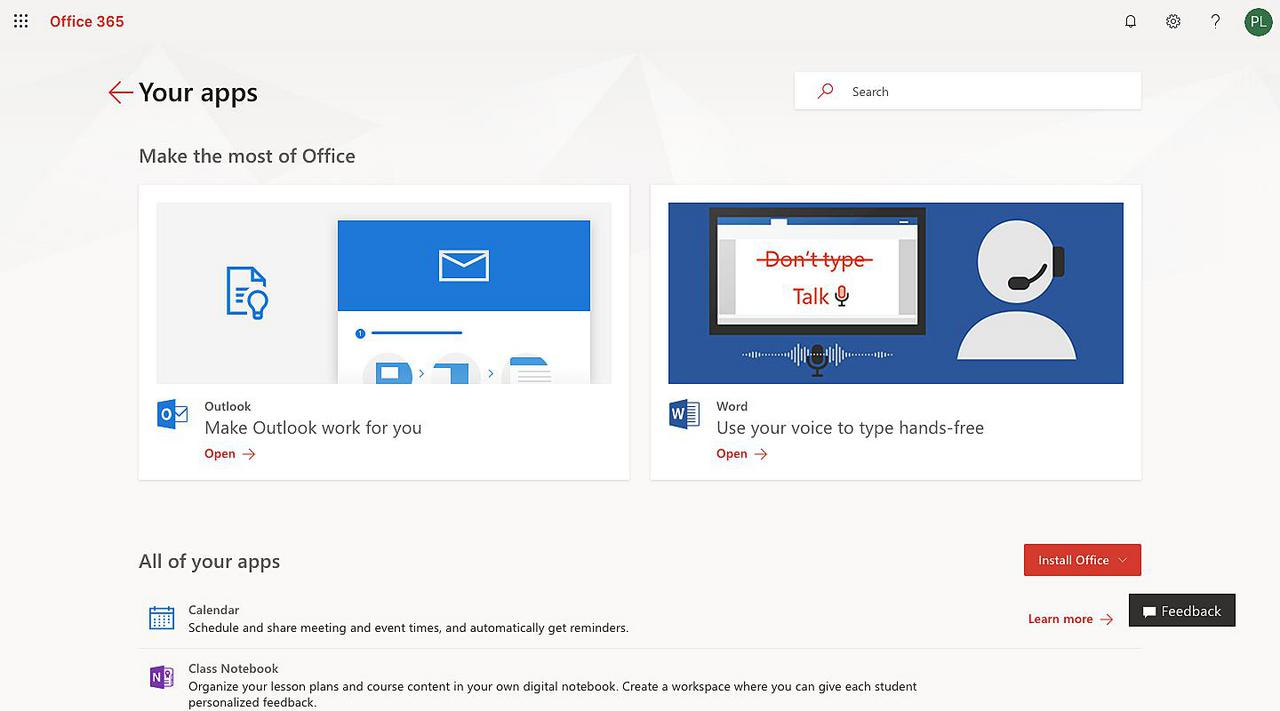 Office 365
PL
Your apps
Search
Make the most of Office
Don't type
Talk
1
Outlook
Make Outlook work for you
Open
Word
Use your voice to type hands-free
Open
All of your apps
Install Office
Calendar
Schedule and share meeting and event times, and automatically get reminders.
Learn more
Feedback
Class Notebook
Organize your lesson plans and course content in your own digital notebook. Create a workspace where you can give each student
personalized feedback.